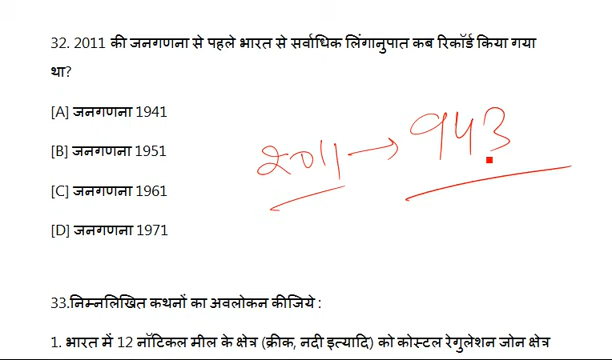 32. 2011 की जनगणना से पहले भारत से सर्वाधिक लिंगानुपात कब रिकॉर्ड किया गया
था?
[A] जनगणना 1941
[B] जनगणना 1951
[C] जनगणना 1961
[D] जनगणना 1971
2011 → 943
33.निम्नलिखित कथनों का अवलोकन कीजिये :
1. भारत में 12 नॉटिकल मील के क्षेत्र (क्रीक, नदी इत्यादि) को कोस्टल रेगुलेशन जोन क्षेत्र